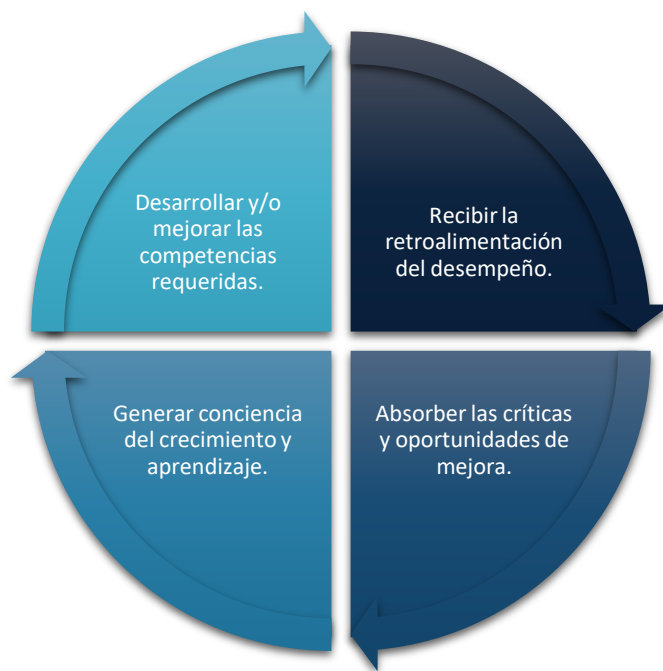 Desarrollar y/o
mejorar las
competencias
requeridas.
Recibir la
retroalimentación
del desempeño.
Generar conciencia
del crecimiento y
aprendizaje.
Absorber las críticas
y oportunidades de
mejora.